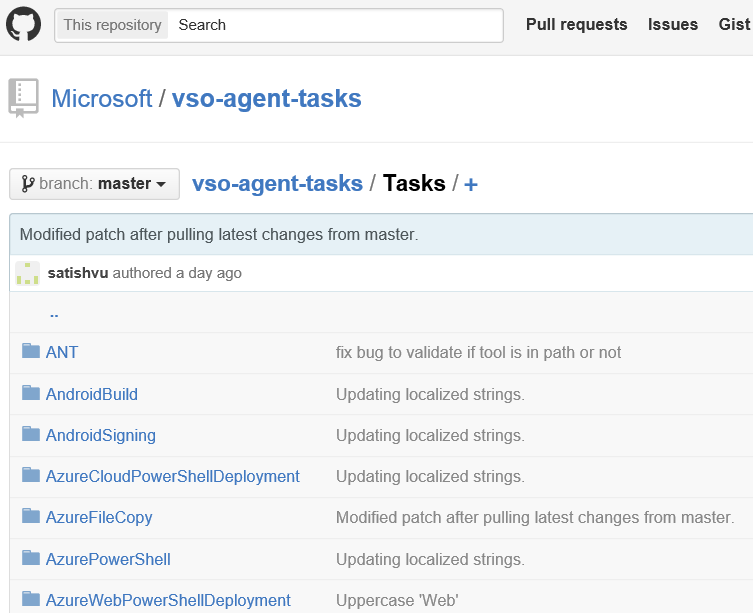 This repository Search Pull requests Issues Gist
Microsoft / vso-agent-tasks
branch: master vso-agent-tasks / Tasks / +
Modified patch after pulling latest changes from master.
satishvu authored a day ago
..
ANT fix bug to validate if tool is in path or not
AndroidBuild Updating localized strings.
AndroidSigning Updating localized strings.
AzureCloudPowerShellDeployment Updating localized strings.
AzureFileCopy Modified patch after pulling latest changes from master.
AzurePowerShell Updating localized strings.
AzureWebPowerShellDeployment Uppercase 'Web'